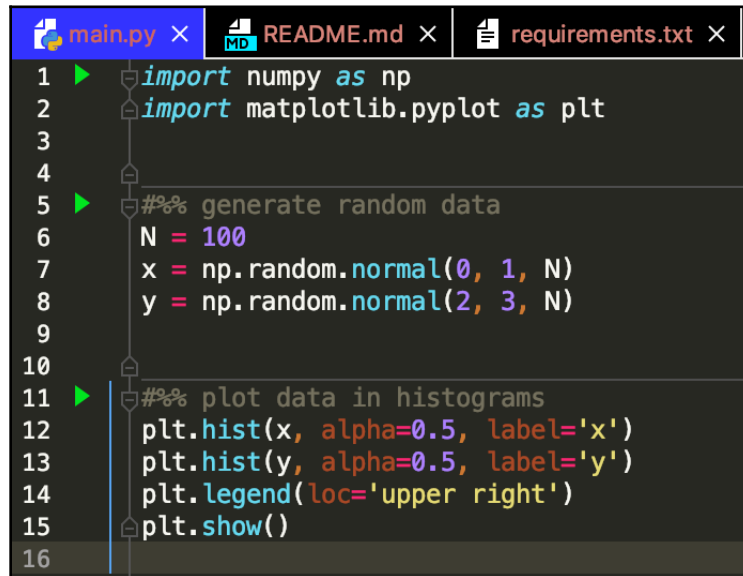 main.py × MD README.md × requirements.txt ×
1 import numpy as np
2 import matplotlib.pyplot as plt
3
4
5 #%% generate random data
6 N = 100
7 x = np.random.normal(0, 1, N)
8 y = np.random.normal(2, 3, N)
9
10
11 #%% plot data in histograms
12 plt.hist(x, alpha=0.5, label='x')
13 plt.hist(y, alpha=0.5, label='y')
14 plt.legend(loc='upper right')
15 plt.show()
16